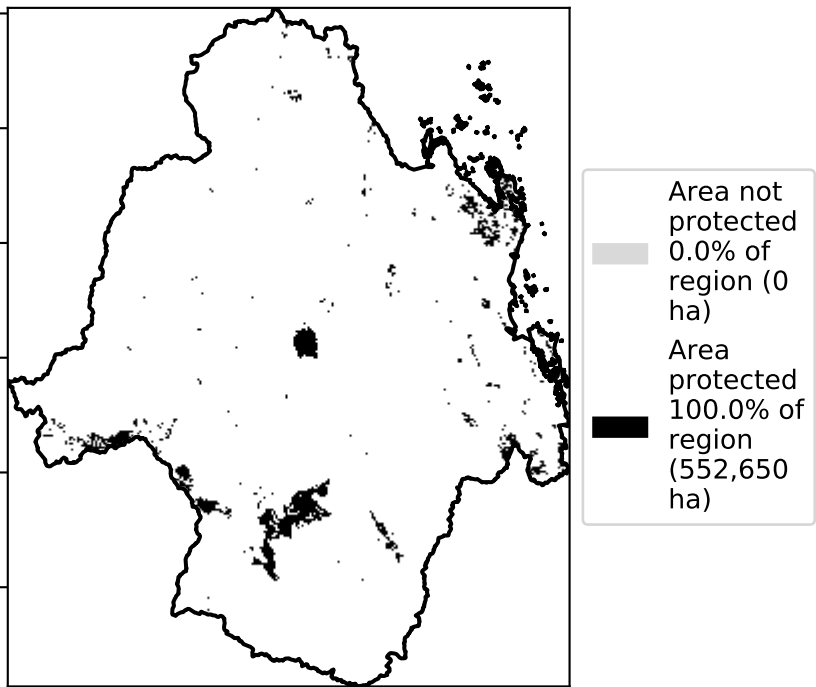 Area not
protected
0.0% of
region (0
ha)
Area
protected
100.0% of
region
(552,650
ha)